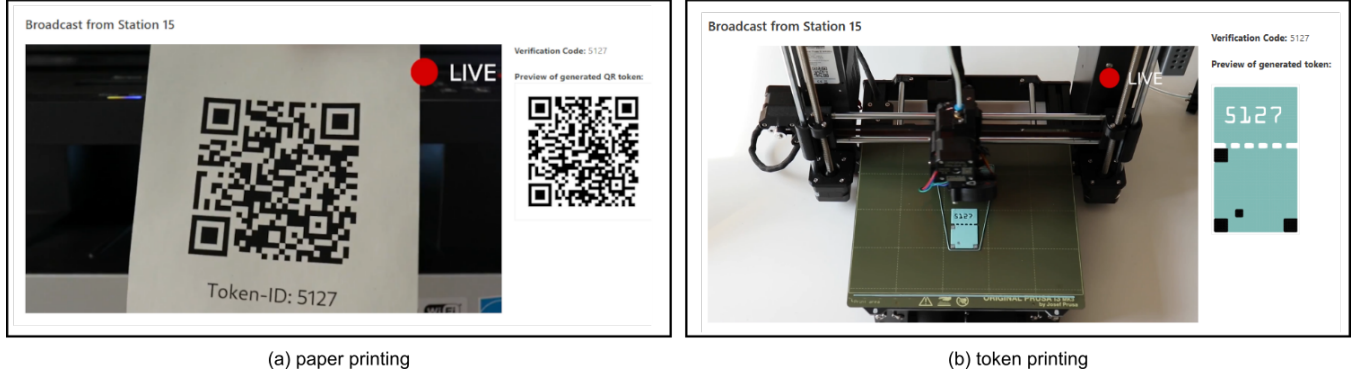 Broadcast from Station 15
LIVE
Verification Code: 5127
Preview of generated QR token:
Token-ID: 5127
(a) paper printing
Broadcast from Station 15
LIVE
Verification Code: 5127
Preview of generated token:
5127
5127
ORIGINAL PRUSA
by Josef Prusa
(b) token printing